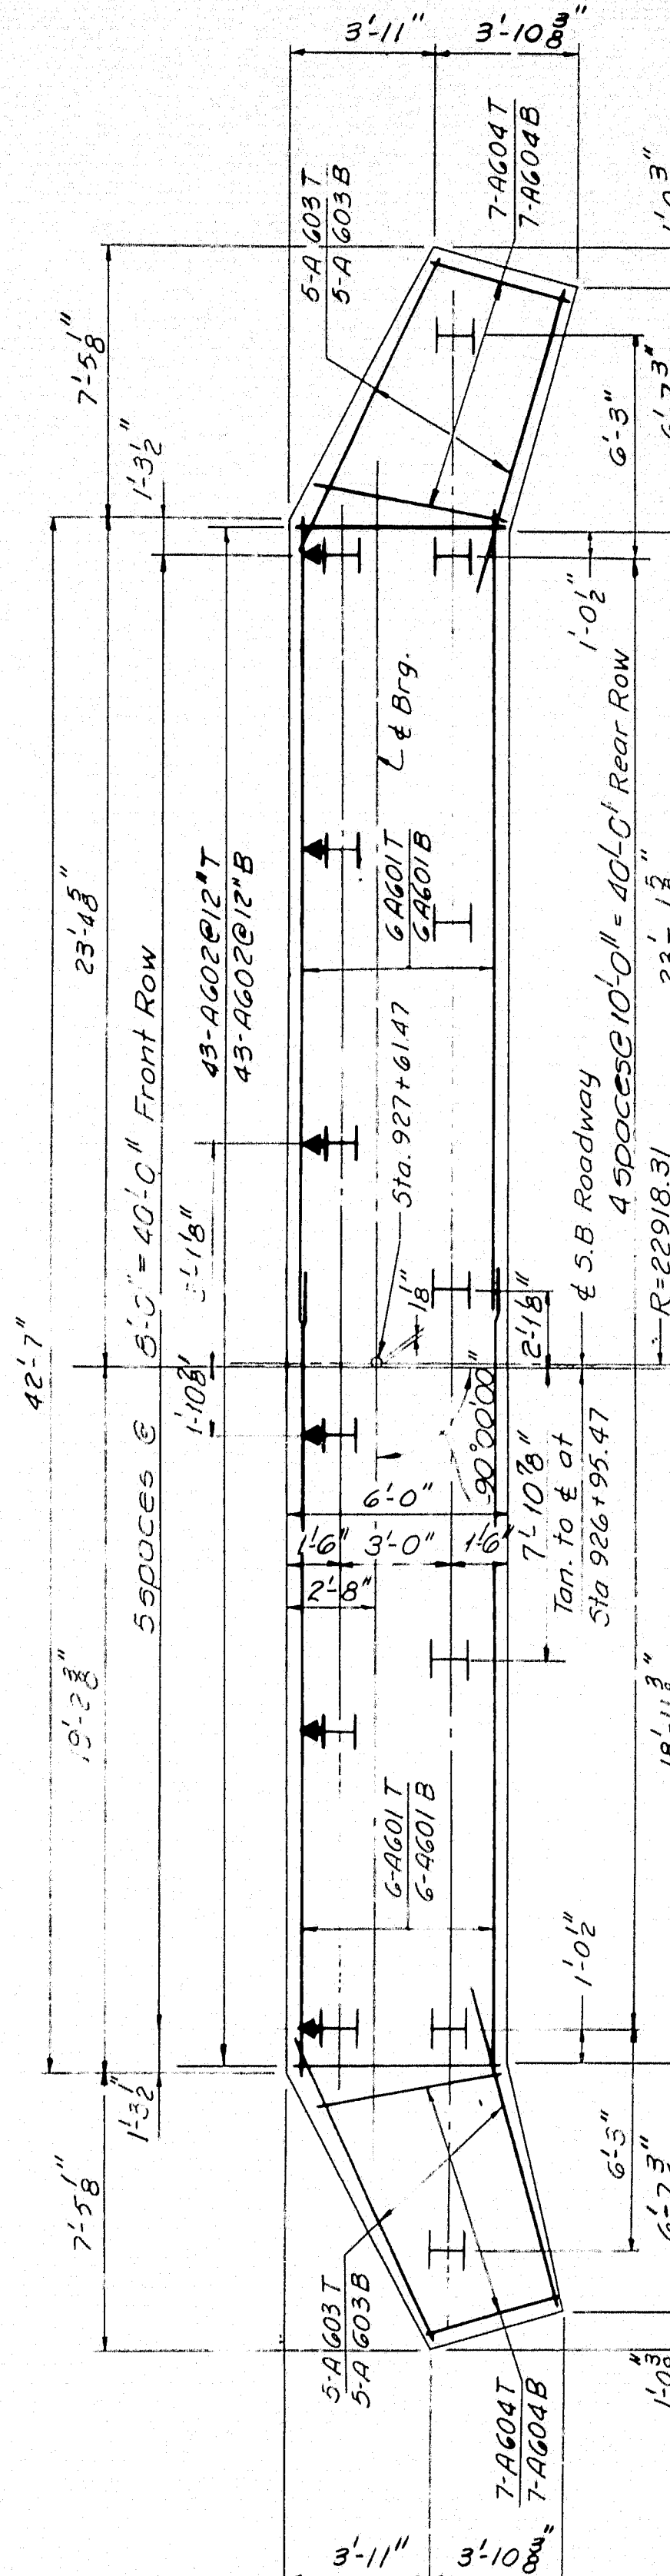 3'-11"
3'-10 3/8"
5-A603T
5-A603B
7-A604T
7-A604B
7'-5 1/8"
1'-3 1/2"
6'-3"
1'-0 1/2"
42'-7"
23'-4 5/8"
5 spaces @ 8'-0" = 40'-0" Front Row
43-A602@12"T
43-A602@12"B
℄ Brg.
6A601T
6A601B
Sta. 927+61.47
1/8"
2'-1/8"
℄ S.B Roadway
4 spaces@10'-0" = 40'-0' Rear Row
R=22918.31
90°00'00"
6'-0"
1'-6"
3'-0"
1'-6"
2'-8"
7'-10 7/8"
Tan. to ℄ at
Sta 926+95.47
19'-2 3/8"
6-A601T
6-A601B
1'-0 1/2"
1'-3 1/2"
7'-5 1/8"
6'-3"
6'-7 3/"
5-A603T
5-A603B
7-A604T
7-A604B
3'-11"
3'-10 3/8"